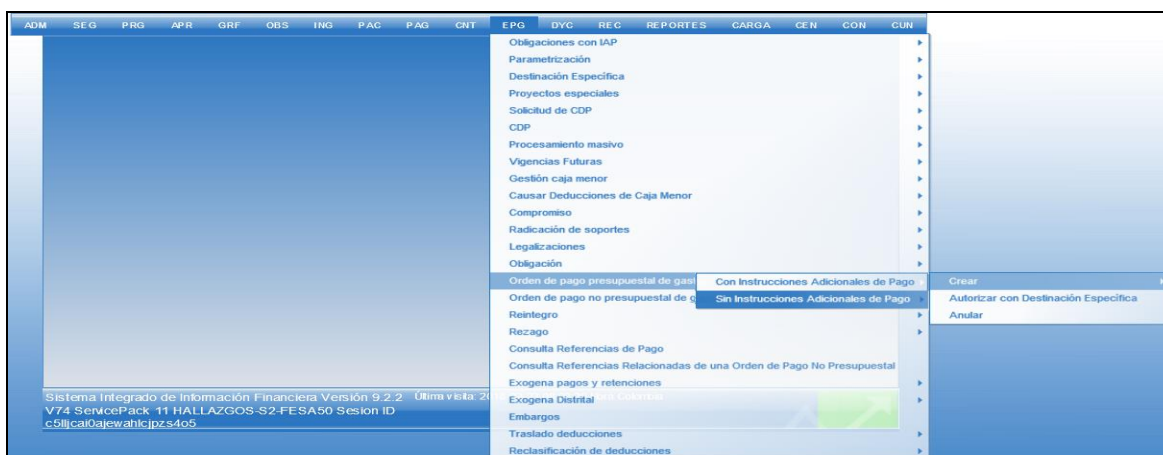 ADM SEG PRG APR GRF OBS ING PAC PAG CNT EPG DYC REC REPORTES CARGA CEN CON CUN
Obligaciones con IAP
Parametrización
Destinación Específica
Proyectos especiales
Solicitud de CDP
CDP
Procesamiento masivo
Vigencias Futuras
Gestión caja menor
Causar Deducciones de Caja Menor
Compromiso
Radicación de soportes
Legalizaciones
Obligación
Orden de pago presupuestal de gast
Con Instrucciones Adicionales de Pago
Crear
Orden de pago no presupuestal de g
Sin Instrucciones Adicionales de Pago
Autorizar con Destinación Específica
Anular
Reintegro
Rezago
Consulta Referencias de Pago
Consulta Referencias Relacionadas de una Orden de Pago No Presupuestal
Exogena pagos y retenciones
Exogena Distrital
Embargos
Traslado deducciones
Reclasificación de deducciones
Sistema Integrado de Información Financiera Versión 9.2.2 Última visita: 2
V74 ServicePack 11 HALLAZGOS-S2-FESA50 Sesion ID
c5lljcai0ajewahlcjpzs4o5